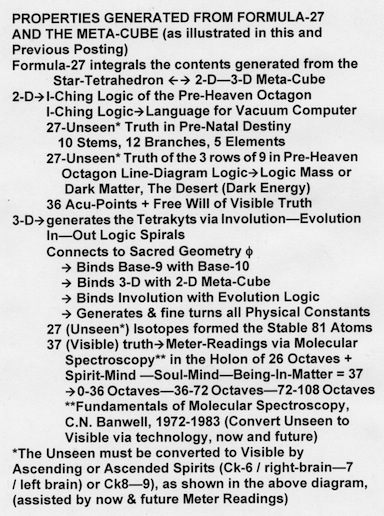 PROPERTIES GENERATED FROM FORMULA-27
AND THE META-CUBE (as illustrated in this and
Previous Posting)
Formula-27 integrals the contents generated from the
Star-Tetrahedron ←→ 2-D—3-D Meta-Cube
2-D→I-Ching Logic of the Pre-Heaven Octagon
I-Ching Logic→Language for Vacuum Computer
27-Unseen* Truth in Pre-Natal Destiny
10 Stems, 12 Branches, 5 Elements
27-Unseen* Truth of the 3 rows of 9 in Pre-Heaven
Octagon Line-Diagram Logic→Logic Mass or
Dark Matter, The Desert (Dark Energy)
36 Acu-Points + Free Will of Visible Truth
3-D→generates the Tetrakyts via Involution—Evolution
In—Out Logic Spirals
Connects to Sacred Geometry ϕ
→ Binds Base-9 with Base-10
→ Binds 3-D with 2-D Meta-Cube
→ Binds Involution with Evolution Logic
→ Generates & fine turns all Physical Constants
27 (Unseen*) Isotopes formed the Stable 81 Atoms
37 (Visible) truth→Meter-Readings via Molecular
Spectroscopy** in the Holon of 26 Octaves +
Spirit-Mind —Soul-Mind—Being-In-Matter = 37
→0-36 Octaves—36-72 Octaves—72-108 Octaves
**Fundamentals of Molecular Spectroscopy,
C.N. Banwell, 1972-1983 (Convert Unseen to
Visible via technology, now and future)
*The Unseen must be converted to Visible by
Ascending or Ascended Spirits (Ck-6 / right-brain—7
/ left brain) or Ck8—9), as shown in the above diagram,
(assisted by now & future Meter Readings)